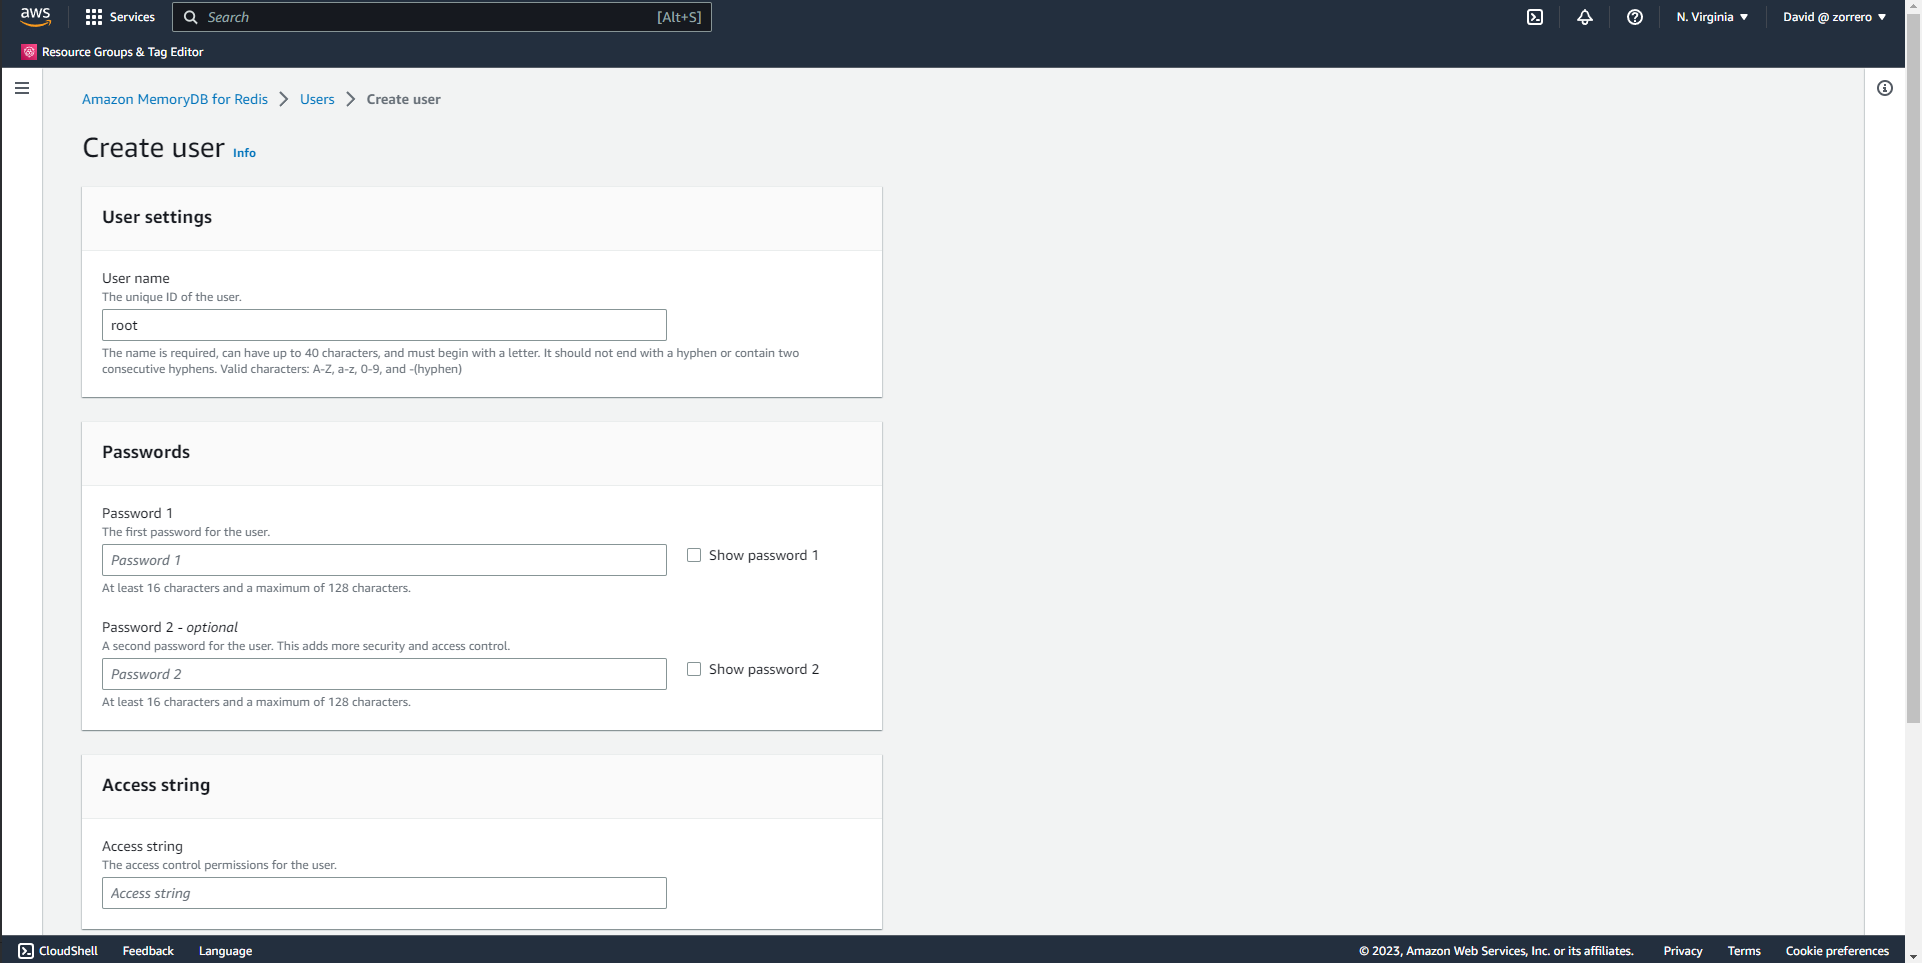 aws
Services
Search
[Alt+S]
N. Virginia
David @ zorrero
Resource Groups & Tag Editor
Amazon MemoryDB for Redis
Users
Create user
Create user
Info
User settings
User name
The unique ID of the user.
root
The name is required, can have up to 40 characters, and must begin with a letter. It should not end with a hyphen or contain two
consecutive hyphens. Valid characters: A-Z, a-z, 0-9, and -(hyphen)
Passwords
Password 1
The first password for the user.
Password 1
Show password 1
At least 16 characters and a maximum of 128 characters.
Password 2 - optional
A second password for the user. This adds more security and access control.
Password 2
Show password 2
At least 16 characters and a maximum of 128 characters.
Access string
Access string
The access control permissions for the user.
Access string
CloudShell
Feedback
Language
© 2023, Amazon Web Services, Inc. or its affiliates.
Privacy
Terms
Cookie preferences